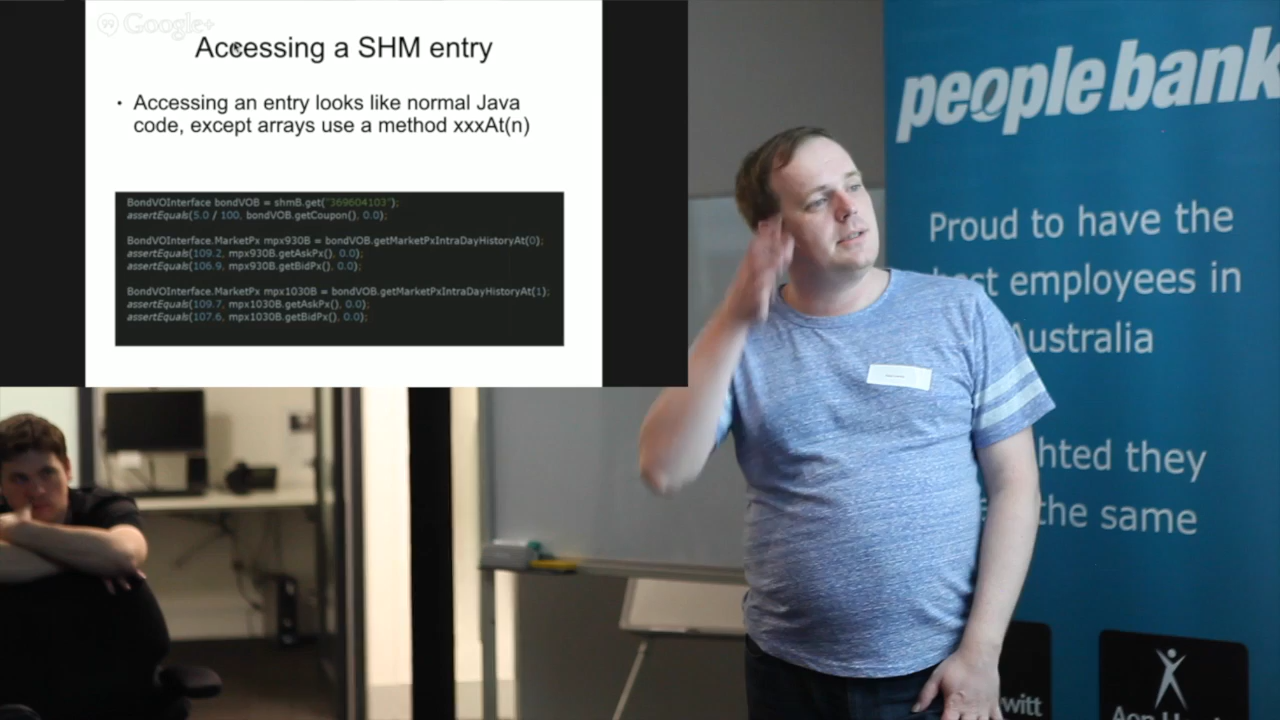 Google+
Accessing a SHM entry
• Accessing an entry looks like normal Java
code, except arrays use a method xxxAt(n)
BondVOInterface bondVOB = shmB.get("369604103");
assertEquals(5.0 / 100, bondVOB.getCoupon(), 0.0);
BondVOInterface.MarketPx mpx930B = bondVOB.getMarketPxIntraDayHistoryAt(0);
assertEquals(109.2, mpx930B.getAskPx(), 0.0);
assertEquals(106.9, mpx930B.getBidPx(), 0.0);
BondVOInterface.MarketPx mpx1030B = bondVOB.getMarketPxIntraDayHistoryAt(1);
assertEquals(109.7, mpx1030B.getAskPx(), 0.0);
assertEquals(107.6, mpx1030B.getBidPx(), 0.0);
people bank
Proud to have the
employees in
Australia
they
the same